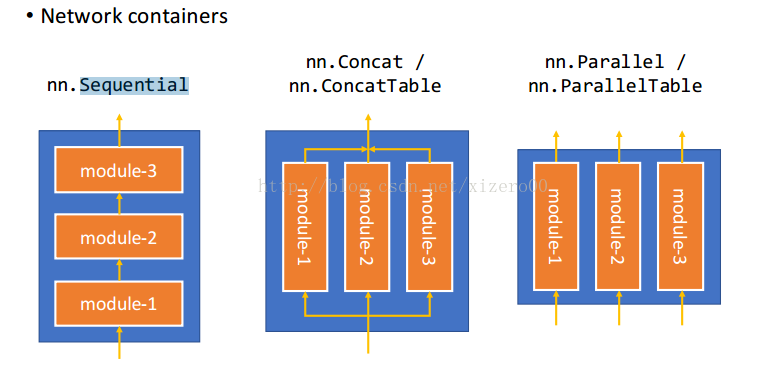 • Network containers
nn.Sequential
module-3
module-2
module-1
nn.Concat /
nn.ConcatTable
module-1
module-2
module-3
nn.Parallel /
nn.ParallelTable
module-1
module-2
module-3
http://blog.csdn.net/xizero00